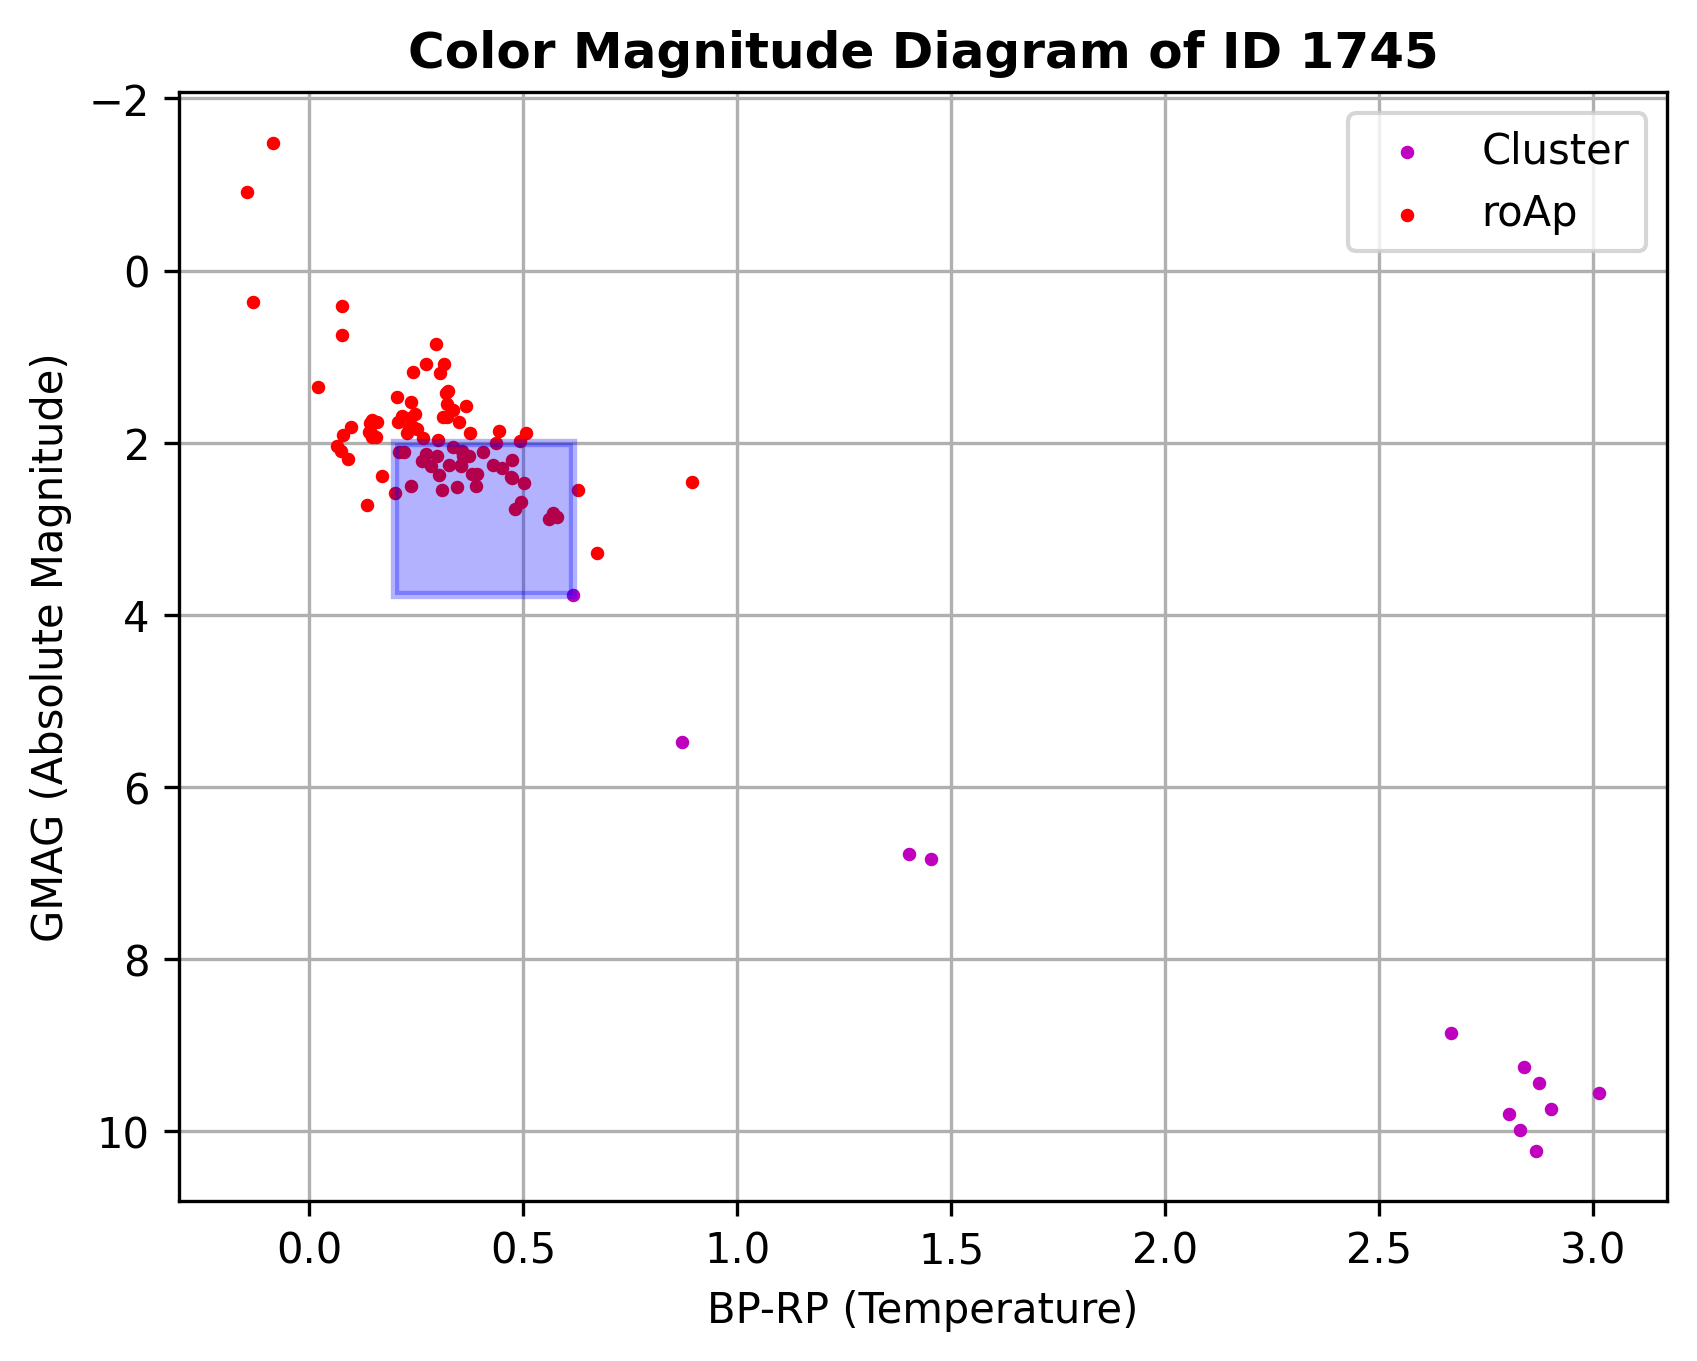 Color Magnitude Diagram of ID 1745
Cluster
roAp
−2
0
2
4
6
8
10
GMAG (Absolute Magnitude)
0.0 0.5 1.0 1.5 2.0 2.5 3.0
BP-RP (Temperature)